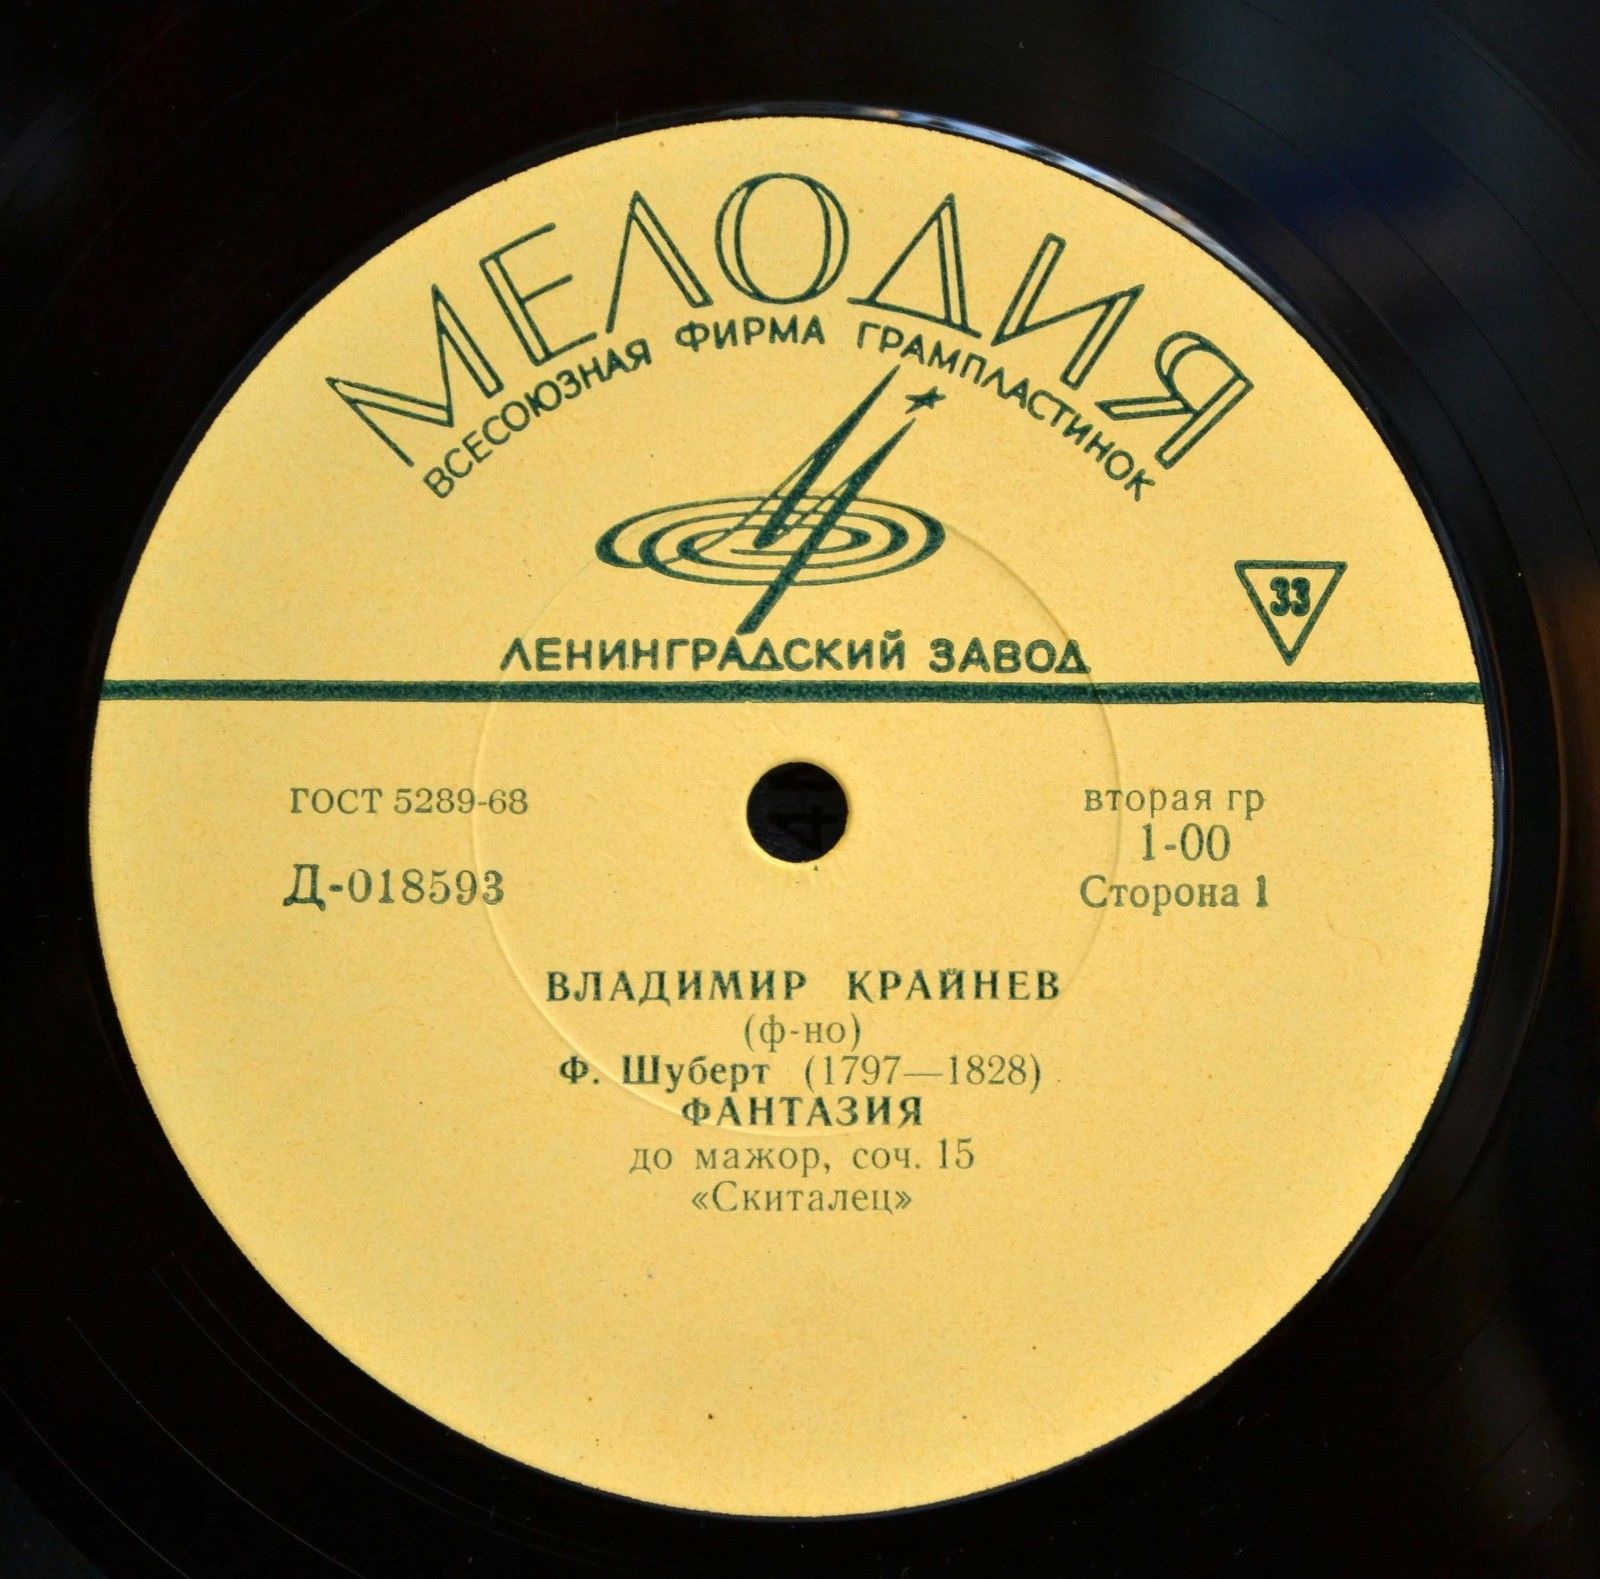 МЕЛОДИЯ
ВСЕСОЮЗНАЯ ФИРМА ГРАМПЛАСТИНОК
33
ЛЕНИНГРАДСКИЙ ЗАВОД
ГОСТ 5289-68
Д-018593
вторая гр
1-00
Сторона 1
ВЛАДИМИР КРАЙНЕВ
(ф-но)
Ф. Шуберт (1797—1828)
ФАНТАЗИЯ
до мажор, соч. 15
«Скиталец»